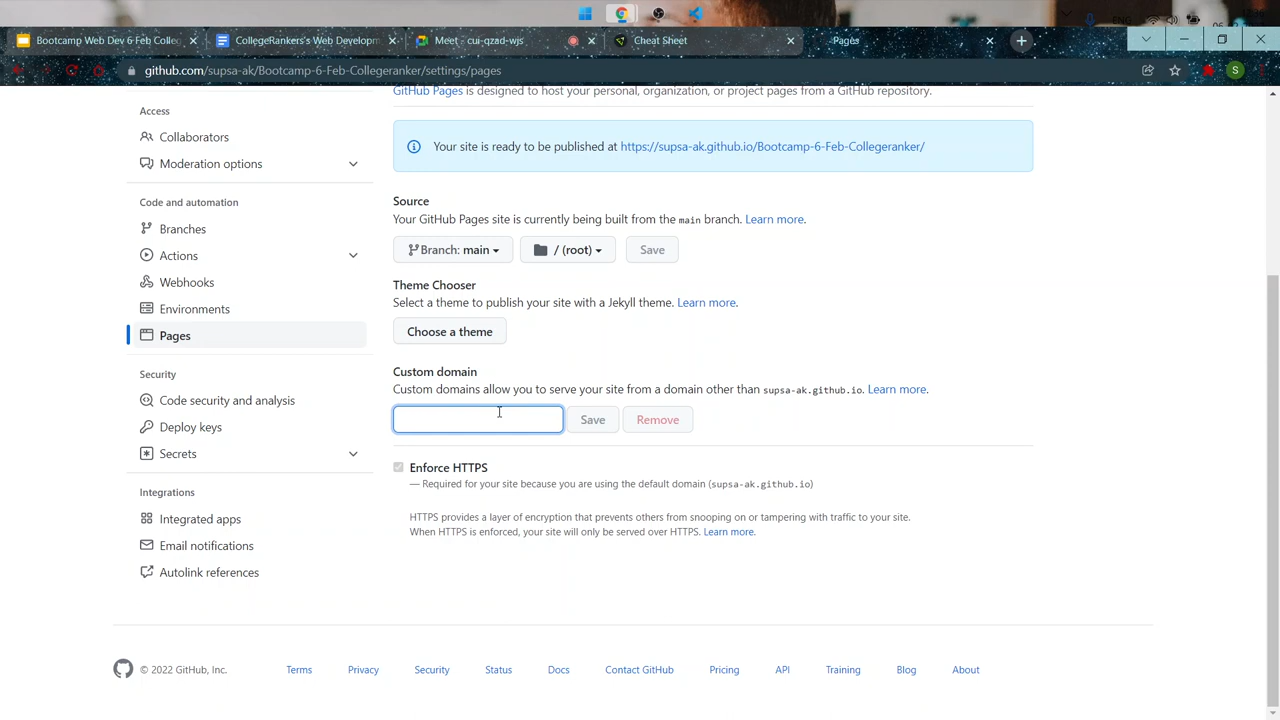 ENG
Bootcamp Web Dev 6 Feb Colleg
CollegeRankers's Web Developm
Meet - cui-qzad-wjs
Cheat Sheet
Pages
github.com/supsa-ak/Bootcamp-6-Feb-Collegeranker/settings/pages
S
GitHub Pages is designed to host your personal, organization, or project pages from a GitHub repository.
Access
Collaborators
Moderation options
Code and automation
Branches
Actions
Webhooks
Environments
Pages
Security
Code security and analysis
Deploy keys
Secrets
Integrations
Integrated apps
Email notifications
Autolink references
Your site is ready to be published at https://supsa-ak.github.io/Bootcamp-6-Feb-Collegeranker/
Source
Your GitHub Pages site is currently being built from the main branch. Learn more.
Branch: main / (root) Save
Theme Chooser
Select a theme to publish your site with a Jekyll theme. Learn more.
Choose a theme
Custom domain
Custom domains allow you to serve your site from a domain other than supsa-ak.github.io. Learn more.
Save Remove
Enforce HTTPS
— Required for your site because you are using the default domain (supsa-ak.github.io)
HTTPS provides a layer of encryption that prevents others from snooping on or tampering with traffic to your site.
When HTTPS is enforced, your site will only be served over HTTPS. Learn more.
© 2022 GitHub, Inc. Terms Privacy Security Status Docs Contact GitHub Pricing API Training Blog About